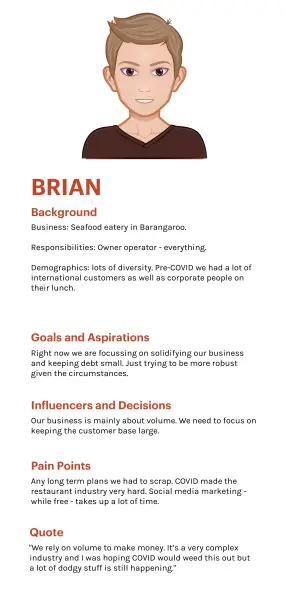 BRIAN
Background
Business: Seafood eatery in Barangaroo.
Responsibilities: Owner operator - everything.
Demographics: lots of diversity. Pre-COVID we had a lot of
international customers as well as corporate people on
their lunch.
Goals and Aspirations
Right now we are focussing on solidifying our business
and keeping debt small. Just trying to be more robust
given the circumstances.
Influencers and Decisions
Our business is mainly about volume. We need to focus on
keeping the customer base large.
Pain Points
Any long term plans we had to scrap. COVID made the
restaurant industry very hard. Social media marketing -
while free - takes up a lot of time.
Quote
"We rely on volume to make money. It's a very complex
industry and I was hoping COVID would weed this out but
a lot of dodgy stuff is still happening."